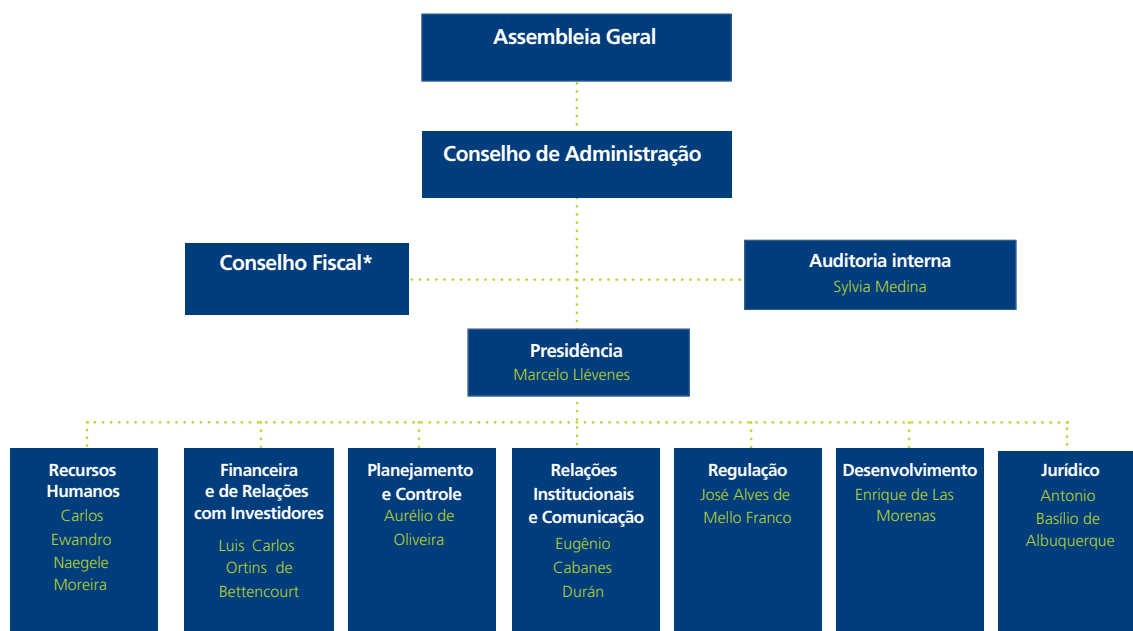 Assembleia Geral
Conselho de Administração
Conselho Fiscal*
Auditoria interna
Sylvia Medina
Presidência
Marcelo Llévenes
Recursos
Humanos
Carlos
Ewandro
Naegele
Moreira
Financeira
e de Relações
com Investidores
Luis Carlos
Ortins de
Bettencourt
Planejamento
e Controle
Aurélio de
Oliveira
Relações
Institucionais
e Comunicação
Eugênio
Cabanes
Durán
Regulação
José Alves de
Mello Franco
Desenvolvimento
Enrique de Las
Morenas
Jurídico
Antonio
Basílio de
Albuquerque